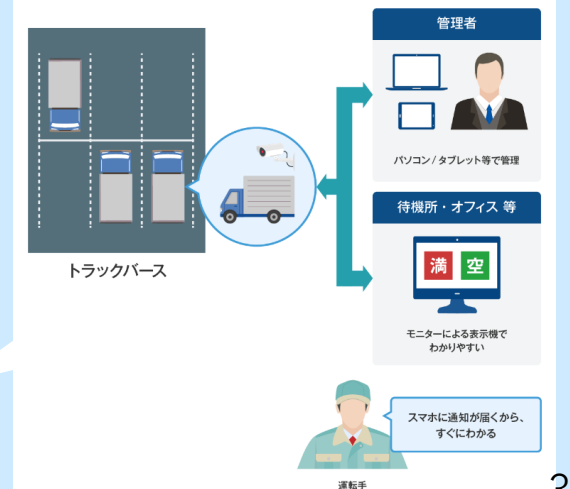 管理者
パソコン / タブレット等で管理
トラックバース
待機所・オフィス 等
満 空
モニターによる表示機で
わかりやすい
スマホに通知が届くから、
すぐにわかる
運転手